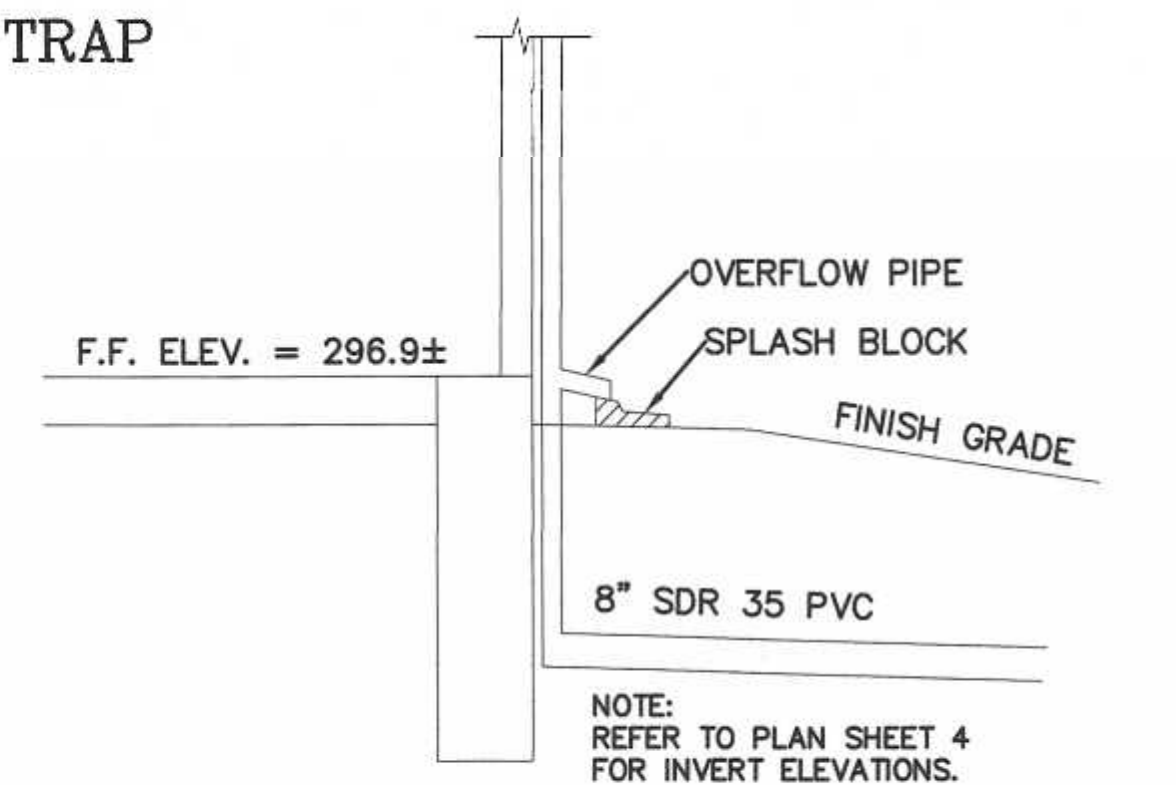 TRAP
OVERFLOW PIPE
SPLASH BLOCK
F.F. ELEV. = 296.9±
FINISH GRADE
8" SDR 35 PVC
NOTE:
REFER TO PLAN SHEET 4
FOR INVERT ELEVATIONS.